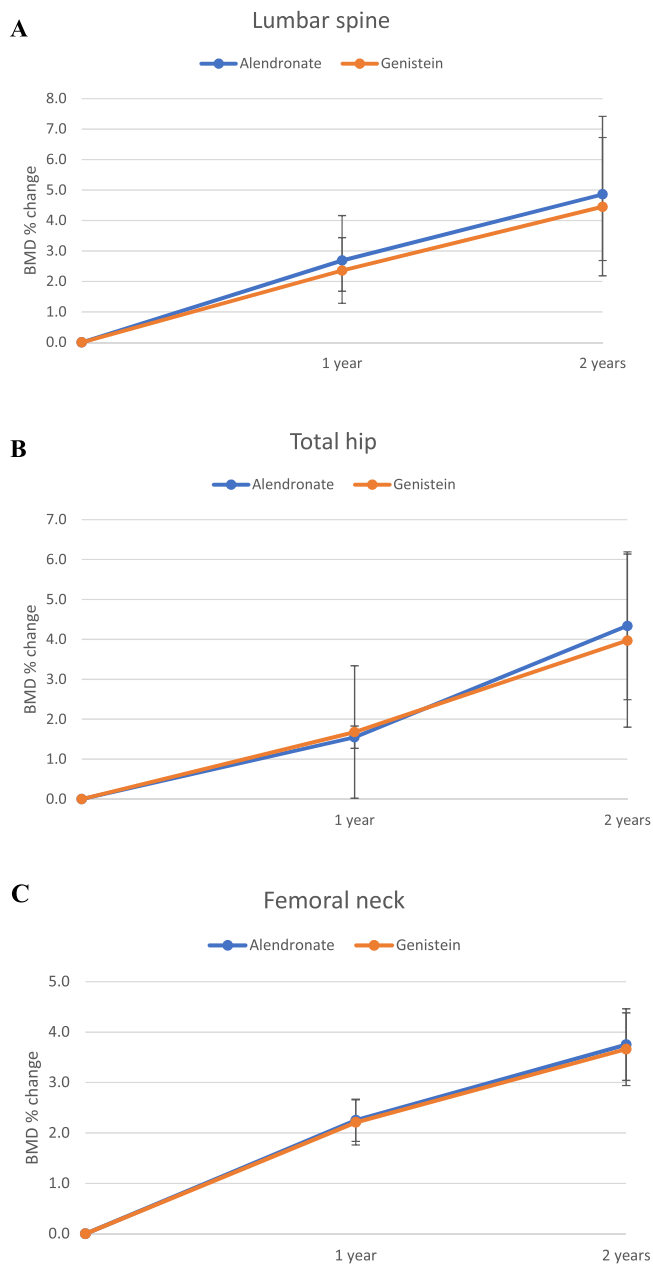 A
Lumbar spine
Alendronate Genistein
8.0
7.0
6.0
5.0
4.0
3.0
2.0
1.0
0.0
BMD % change
1 year 2 years
B
Total hip
Alendronate Genistein
7.0
6.0
5.0
4.0
3.0
2.0
1.0
0.0
BMD % change
1 year 2 years
C
Femoral neck
Alendronate Genistein
5.0
4.0
3.0
2.0
1.0
0.0
BMD % change
1 year 2 years